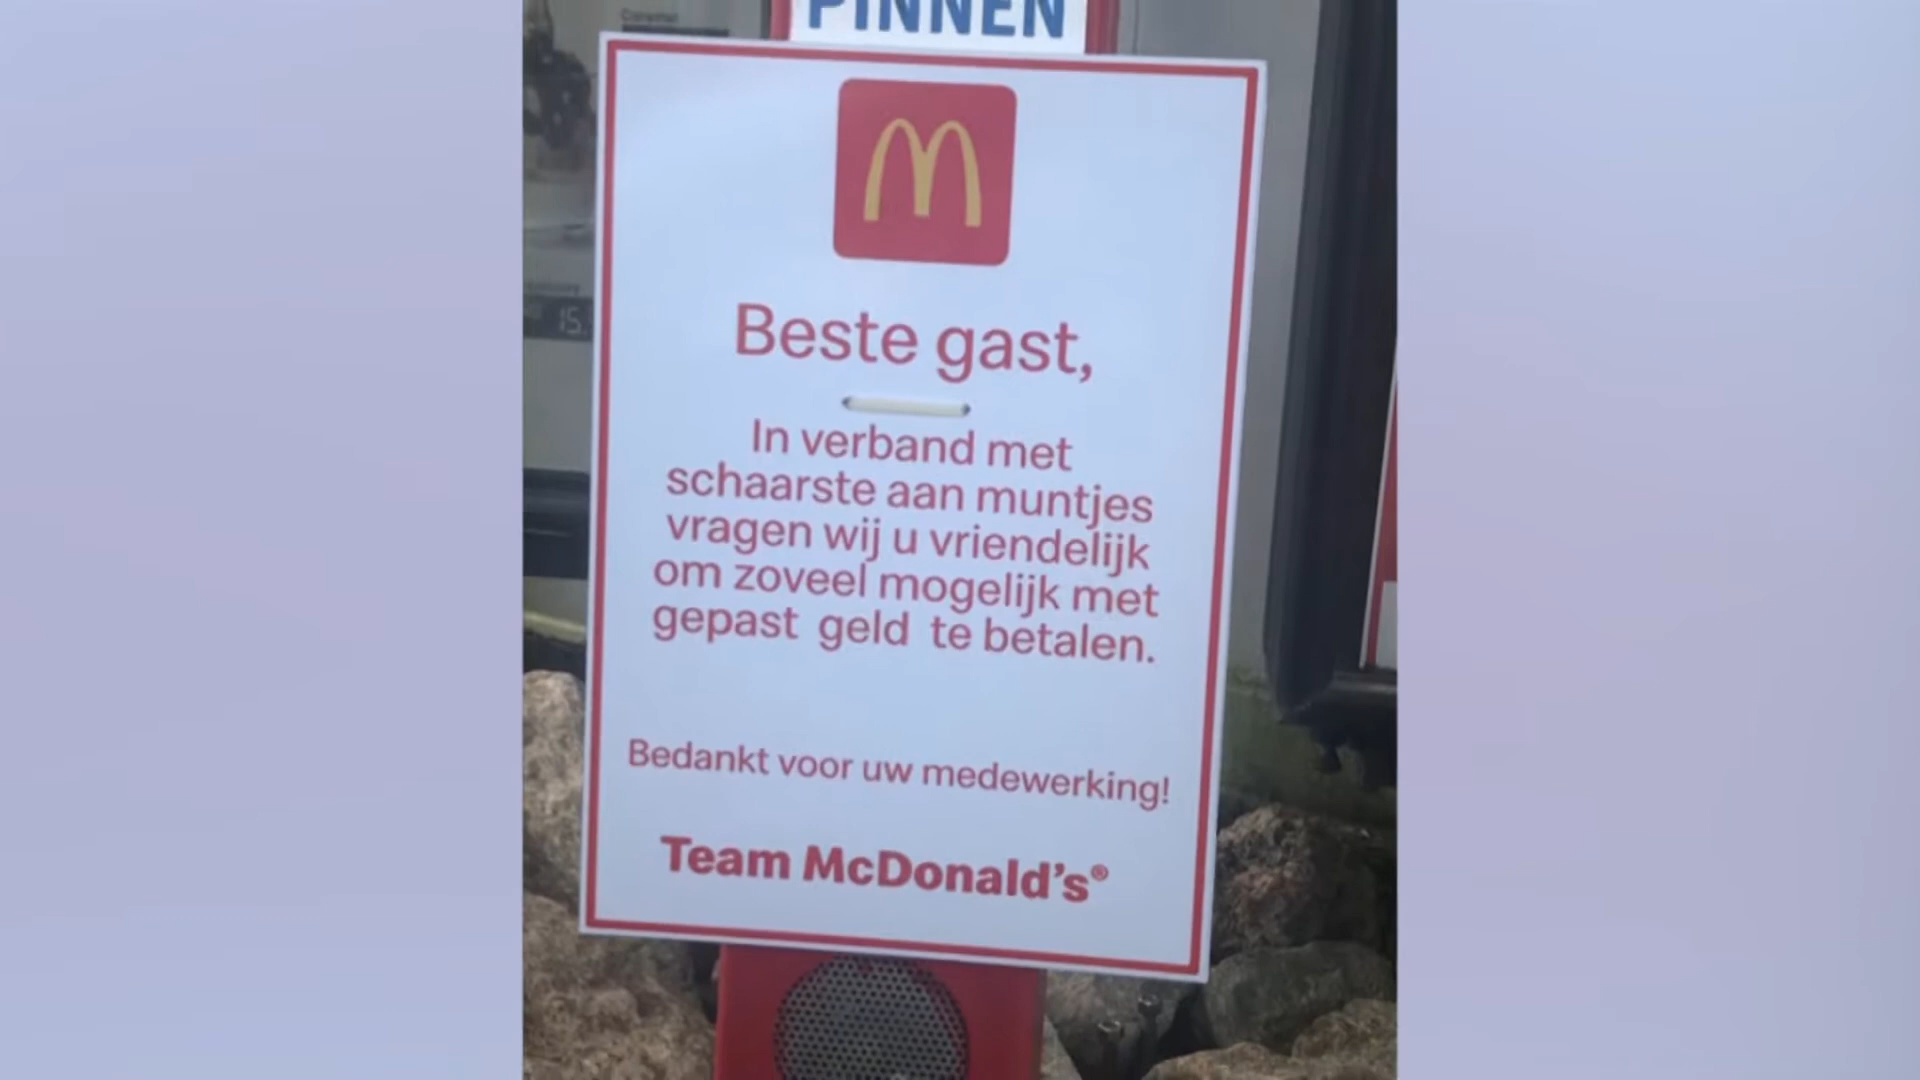 PINNEN
Beste gast,
In verband met
schaarste aan muntjes
vragen wij u vriendelijk
om zoveel mogelijk met
gepast geld te betalen.
Bedankt voor uw medewerking!
Team McDonald's®
15.